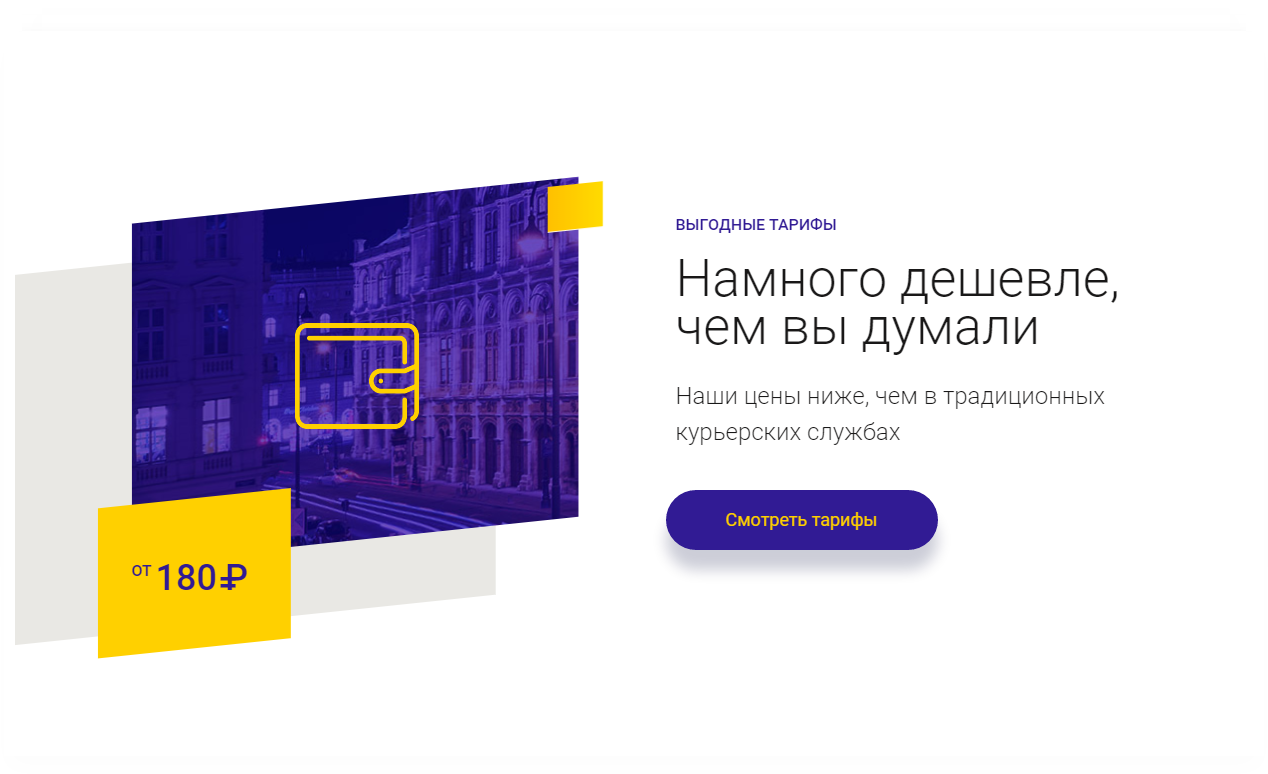 ВЫГОДНЫЕ ТАРИФЫ
Намного дешевле,
чем вы думали
Наши цены ниже, чем в традиционных
курьерских службах
Смотреть тарифы
от 180₽